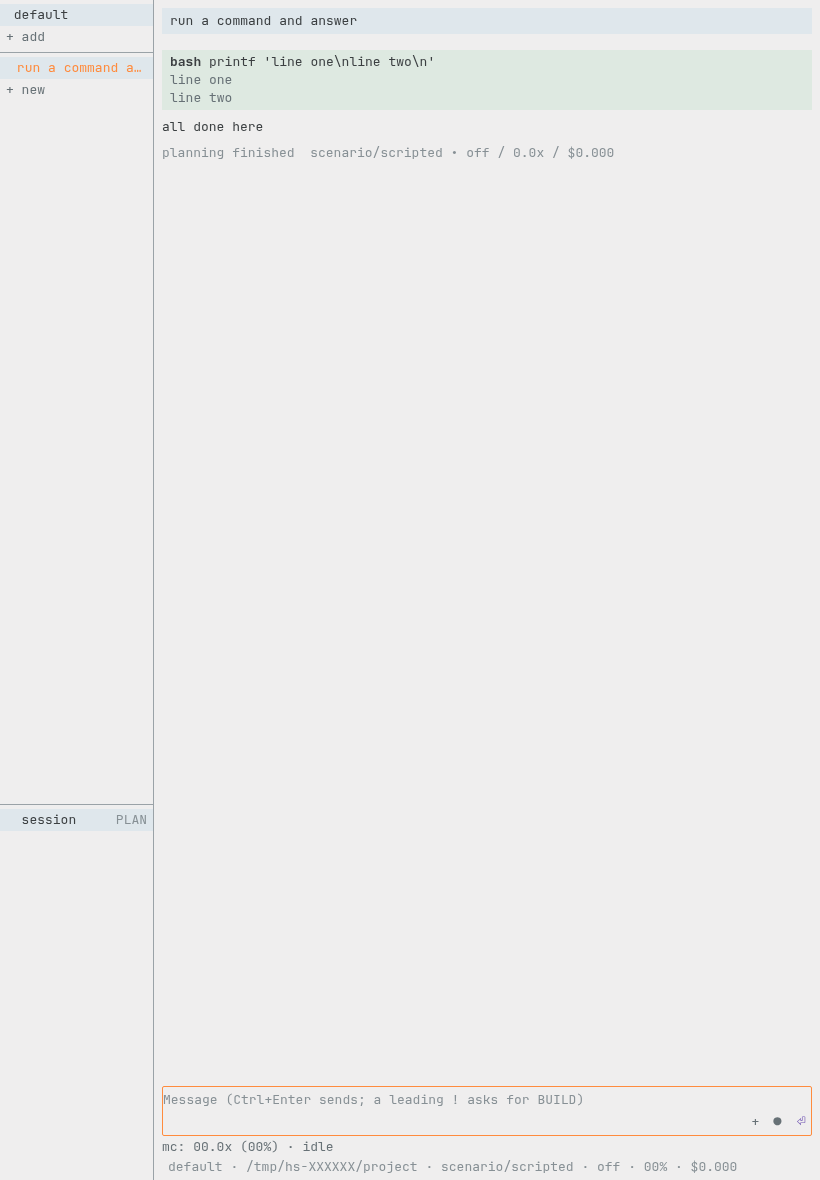 default
+ add
run a command a…
+ new
session PLAN
run a command and answer
bash printf 'line one\nline two\n'
line one
line two
all done here
planning finished scenario/scripted • off / 0.0x / $0.000
Message (Ctrl+Enter sends; a leading ! asks for BUILD)
+ ● ⏎
mc: 00.0x (00%) · idle
default · /tmp/hs-XXXXXX/project · scenario/scripted · off · 00% · $0.000